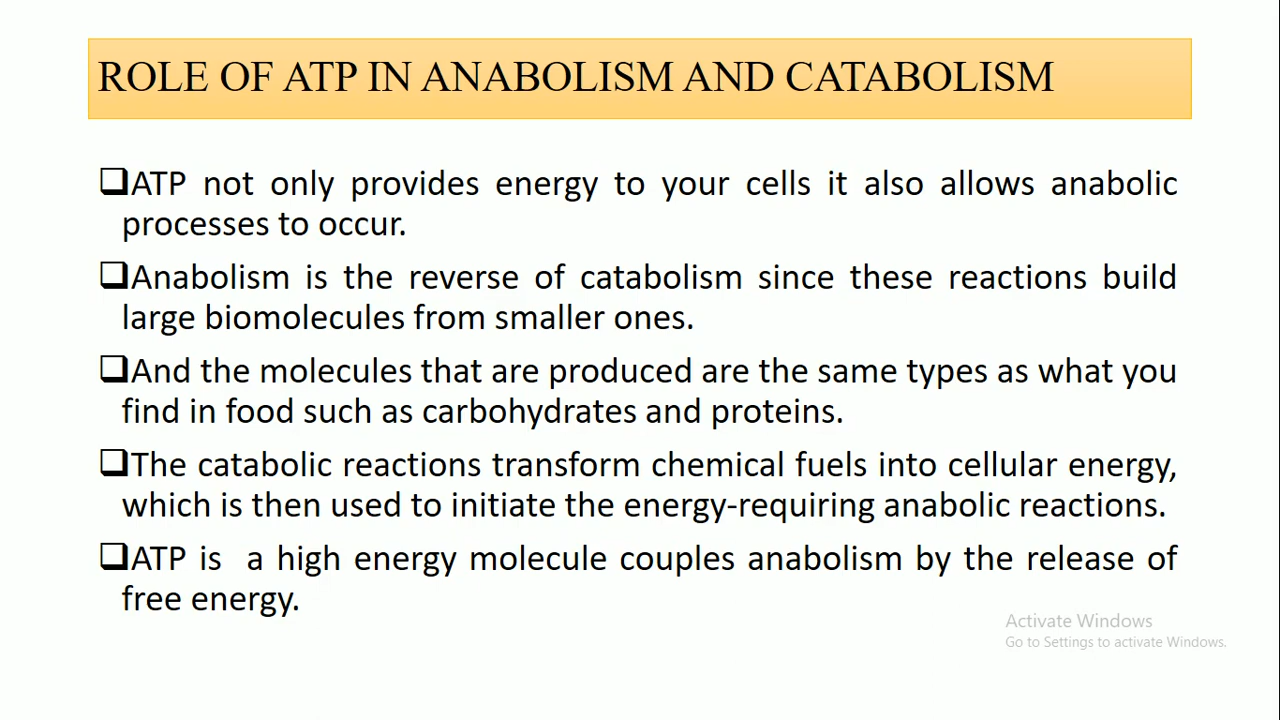 ROLE OF ATP IN ANABOLISM AND CATABOLISM
ATP not only provides energy to your cells it also allows anabolic
processes to occur.
Anabolism is the reverse of catabolism since these reactions build
large biomolecules from smaller ones.
And the molecules that are produced are the same types as what you
find in food such as carbohydrates and proteins.
The catabolic reactions transform chemical fuels into cellular energy,
which is then used to initiate the energy-requiring anabolic reactions.
ATP is  a high energy molecule couples anabolism by the release of
free energy.
Activate Windows
Go to Settings to activate Windows.